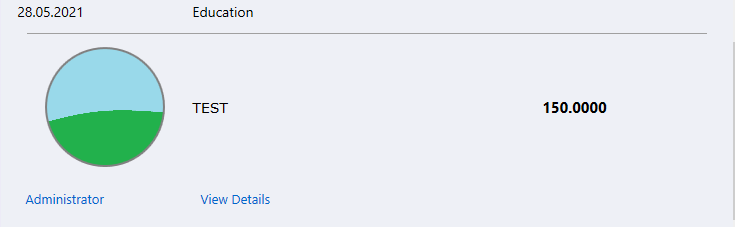 28.05.2021 Education
TEST 150.0000
Administrator View Details